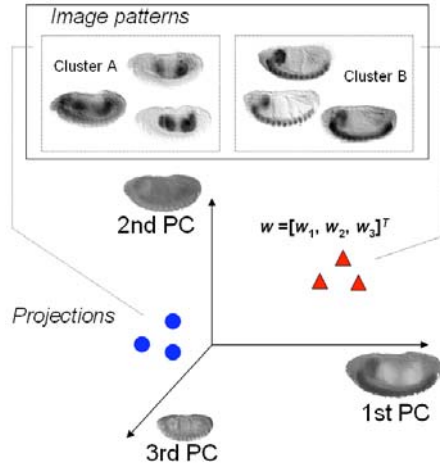 Image patterns
Cluster A
Cluster B
2nd PC
w =[w₁, w₂, w₃]ᵀ
Projections
1st PC
3rd PC